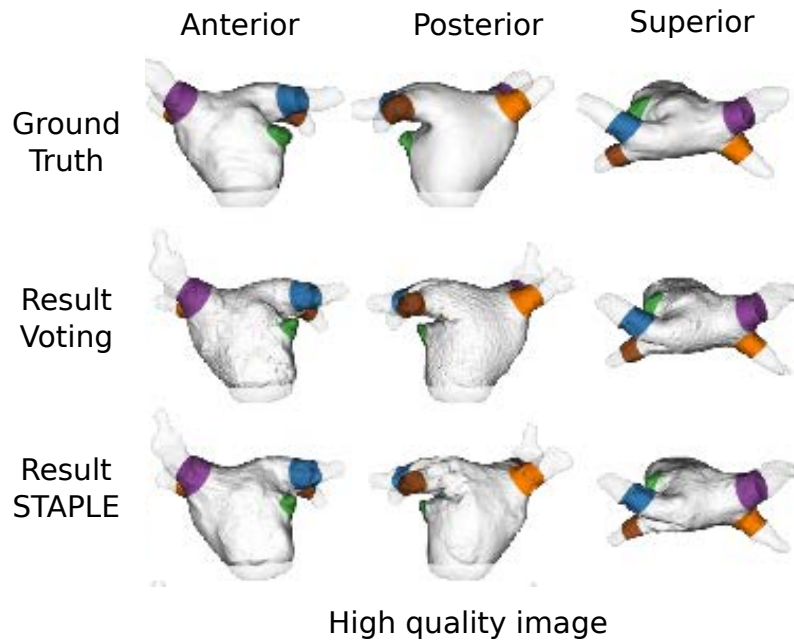 Anterior Posterior Superior
Ground
Truth
Result
Voting
Result
STAPLE
High quality image